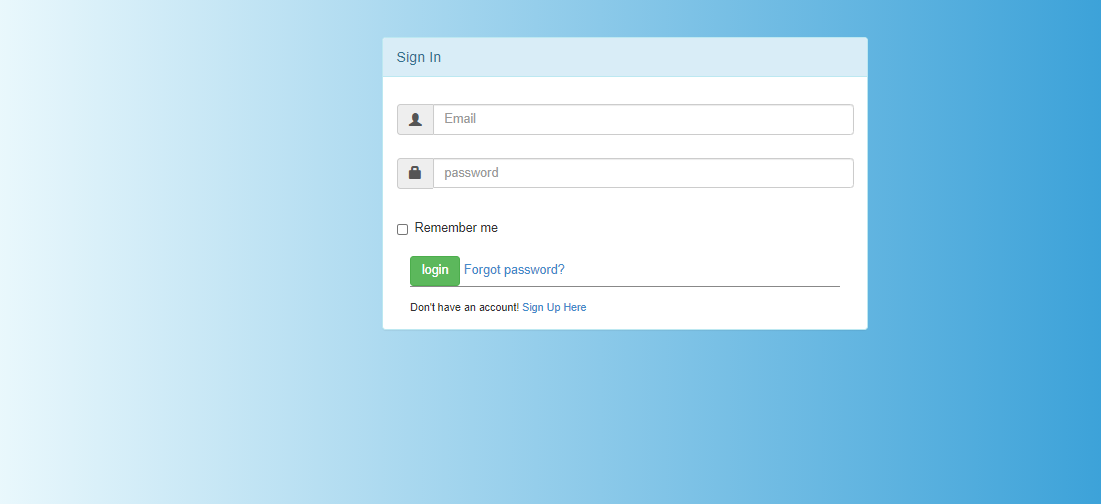 Sign In
Email
password
Remember me
login Forgot password?
Don't have an account! Sign Up Here